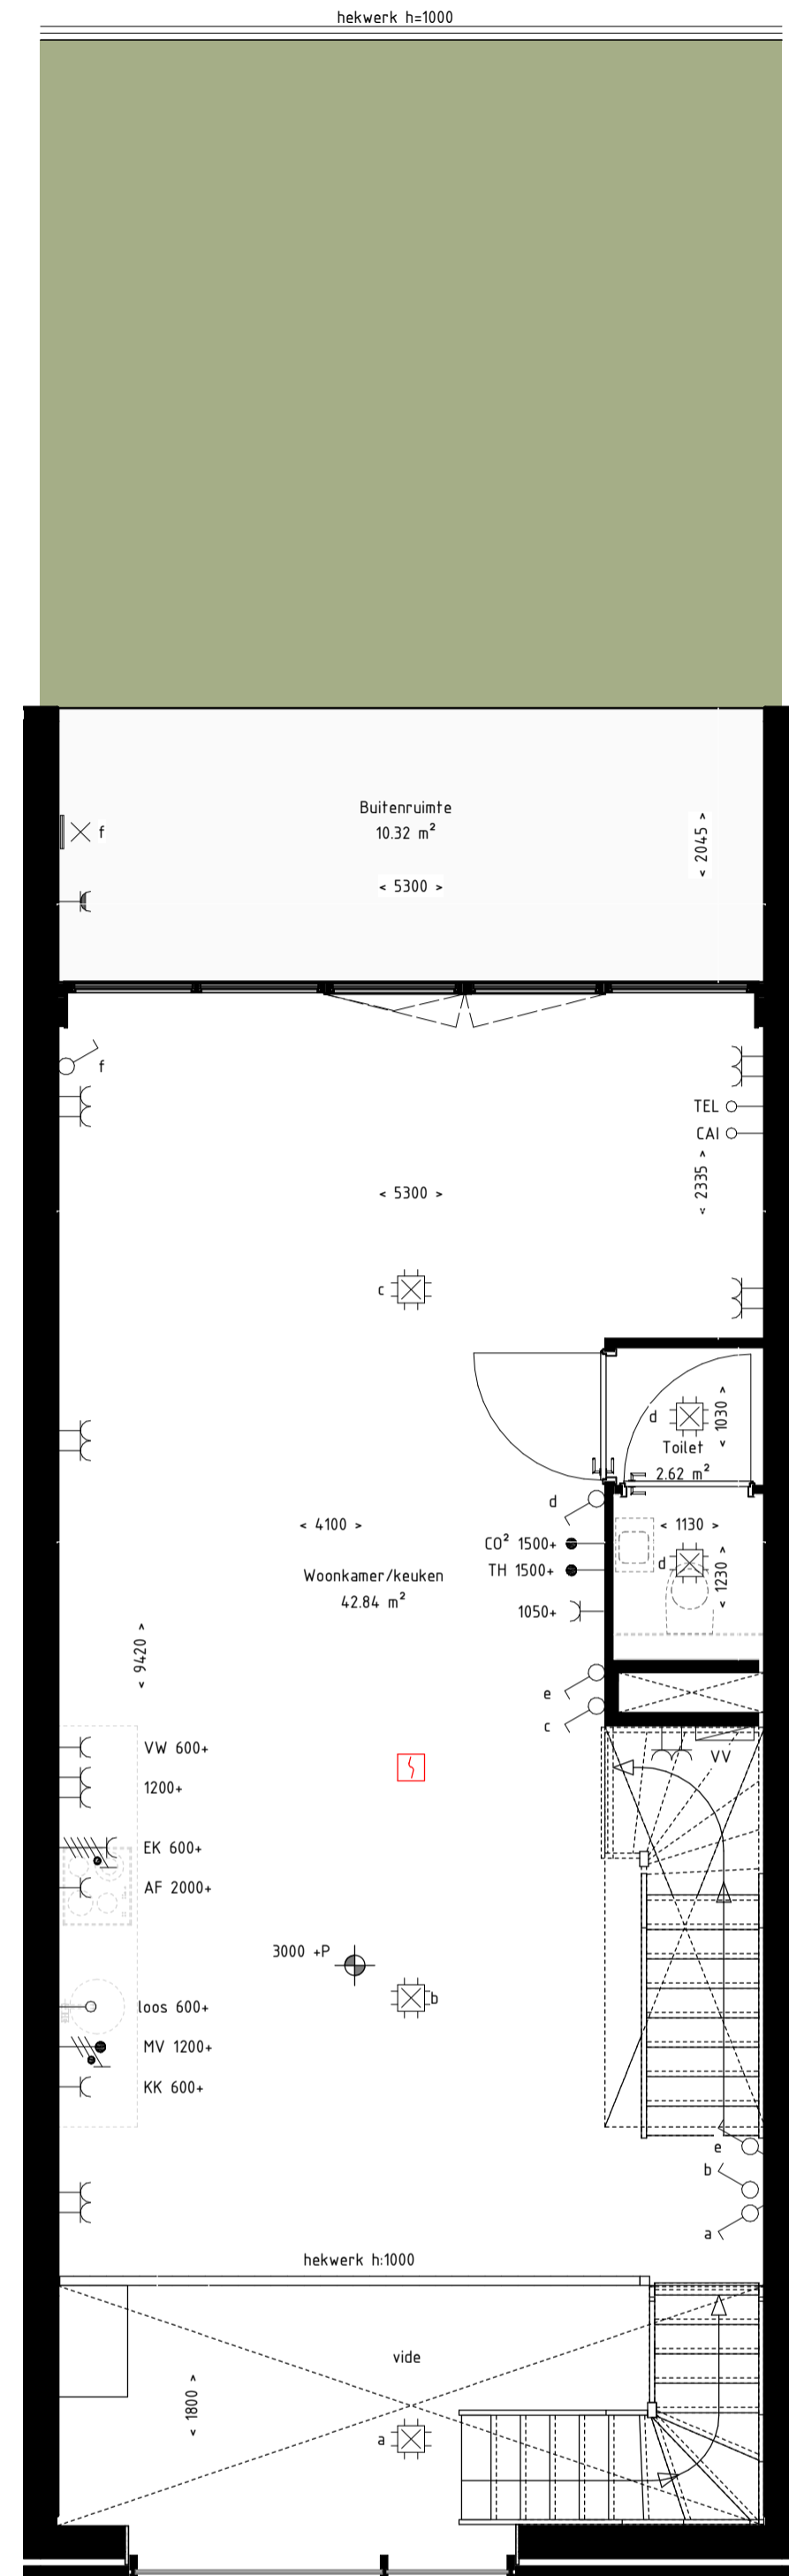 hekwerk h=1000
Buitenruimte
10.32 m²
f
< 2045 >
< 5300 >
f
TEL
CAI
< 2335 >
< 5300 >
c
d
< 1030 >
Toilet
2.62 m²
d
< 4100 >
< 1130 >
CO² 1500+
TH 1500+
d
< 1230 >
Woonkamer/keuken
42.84 m²
1050+
< 9420 >
e
c
VW 600+
VV
1200+
EK 600+
AF 2000+
3000 +P
b
loos 600+
MV 1200+
KK 600+
e
b
a
hekwerk h:1000
vide
< 1800 >
a